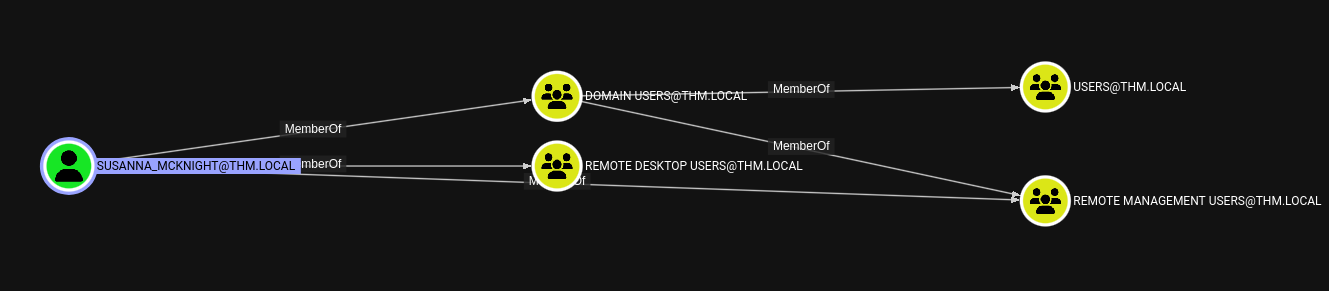 USERS@THM.LOCAL
MemberOf
DOMAIN USERS@THM.LOCAL
MemberOf
MemberOf
SUSANNA_MCKNIGHT@THM.LOCAL
mberOf
REMOTE DESKTOP USERS@THM.LOCAL
REMOTE MANAGEMENT USERS@THM.LOCAL